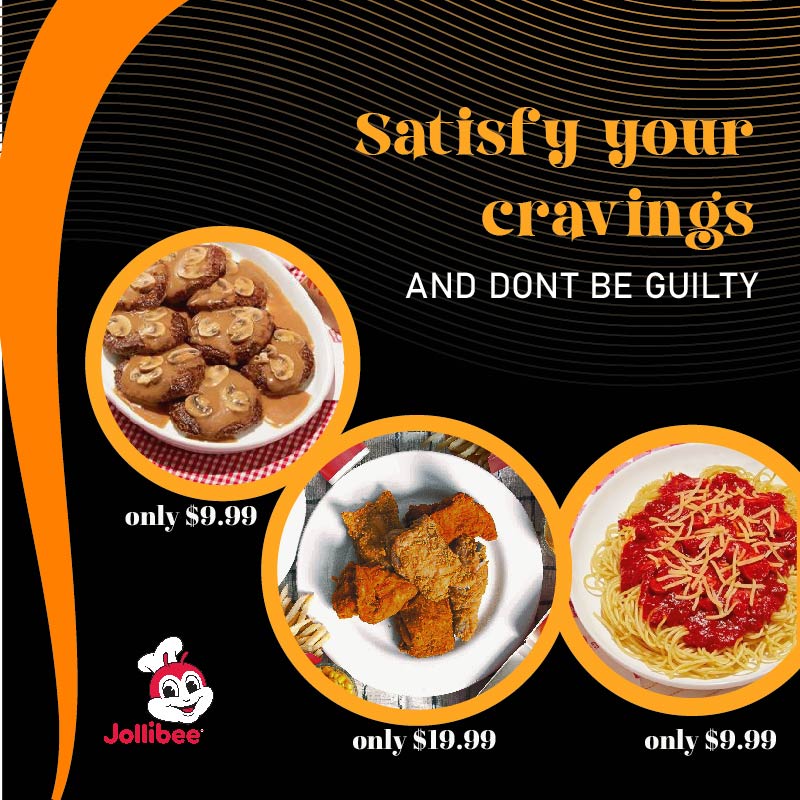 Satisfy your
cravings
AND DONT BE GUILTY
only $9.99
only $19.99
only $9.99
Jollibee